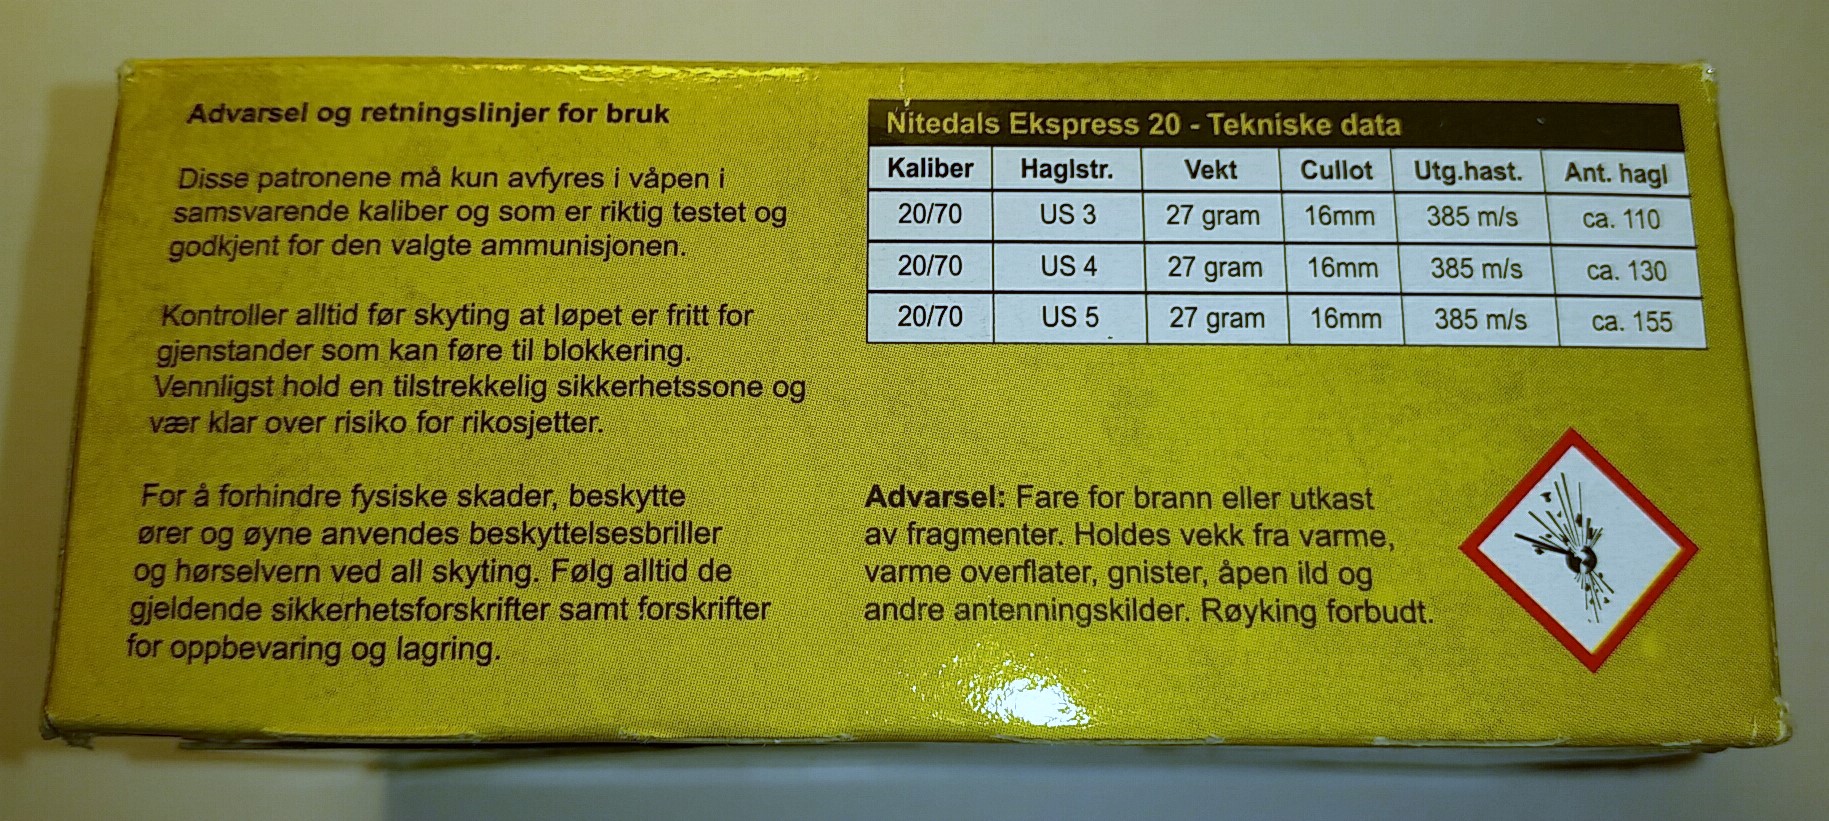 Advarsel og retningslinjer for bruk
Disse patronene må kun avfyres i våpen i
samsvarende kaliber og som er riktig testet og
godkjent for den valgte ammunisjonen.
Kontroller alltid før skyting at løpet er fritt for
gjenstander som kan føre til blokkering.
Vennligst hold en tilstrekkelig sikkerhetssone og
vær klar over risiko for rikosjetter.
For å forhindre fysiske skader, beskytte
ører og øyne anvendes beskyttelsesbriller
og hørselvern ved all skyting. Følg alltid de
gjeldende sikkerhetsforskrifter samt forskrifter
for oppbevaring og lagring.
Nitedals Ekspress 20 - Tekniske data
Kaliber Haglstr. Vekt Cullot Utg.hast. Ant. hagl
20/70 US 3 27 gram 16mm 385 m/s ca. 110
20/70 US 4 27 gram 16mm 385 m/s ca. 130
20/70 US 5 27 gram 16mm 385 m/s ca. 155
Advarsel: Fare for brann eller utkast
av fragmenter. Holdes vekk fra varme,
varme overflater, gnister, åpen ild og
andre antenningskilder. Røyking forbudt.